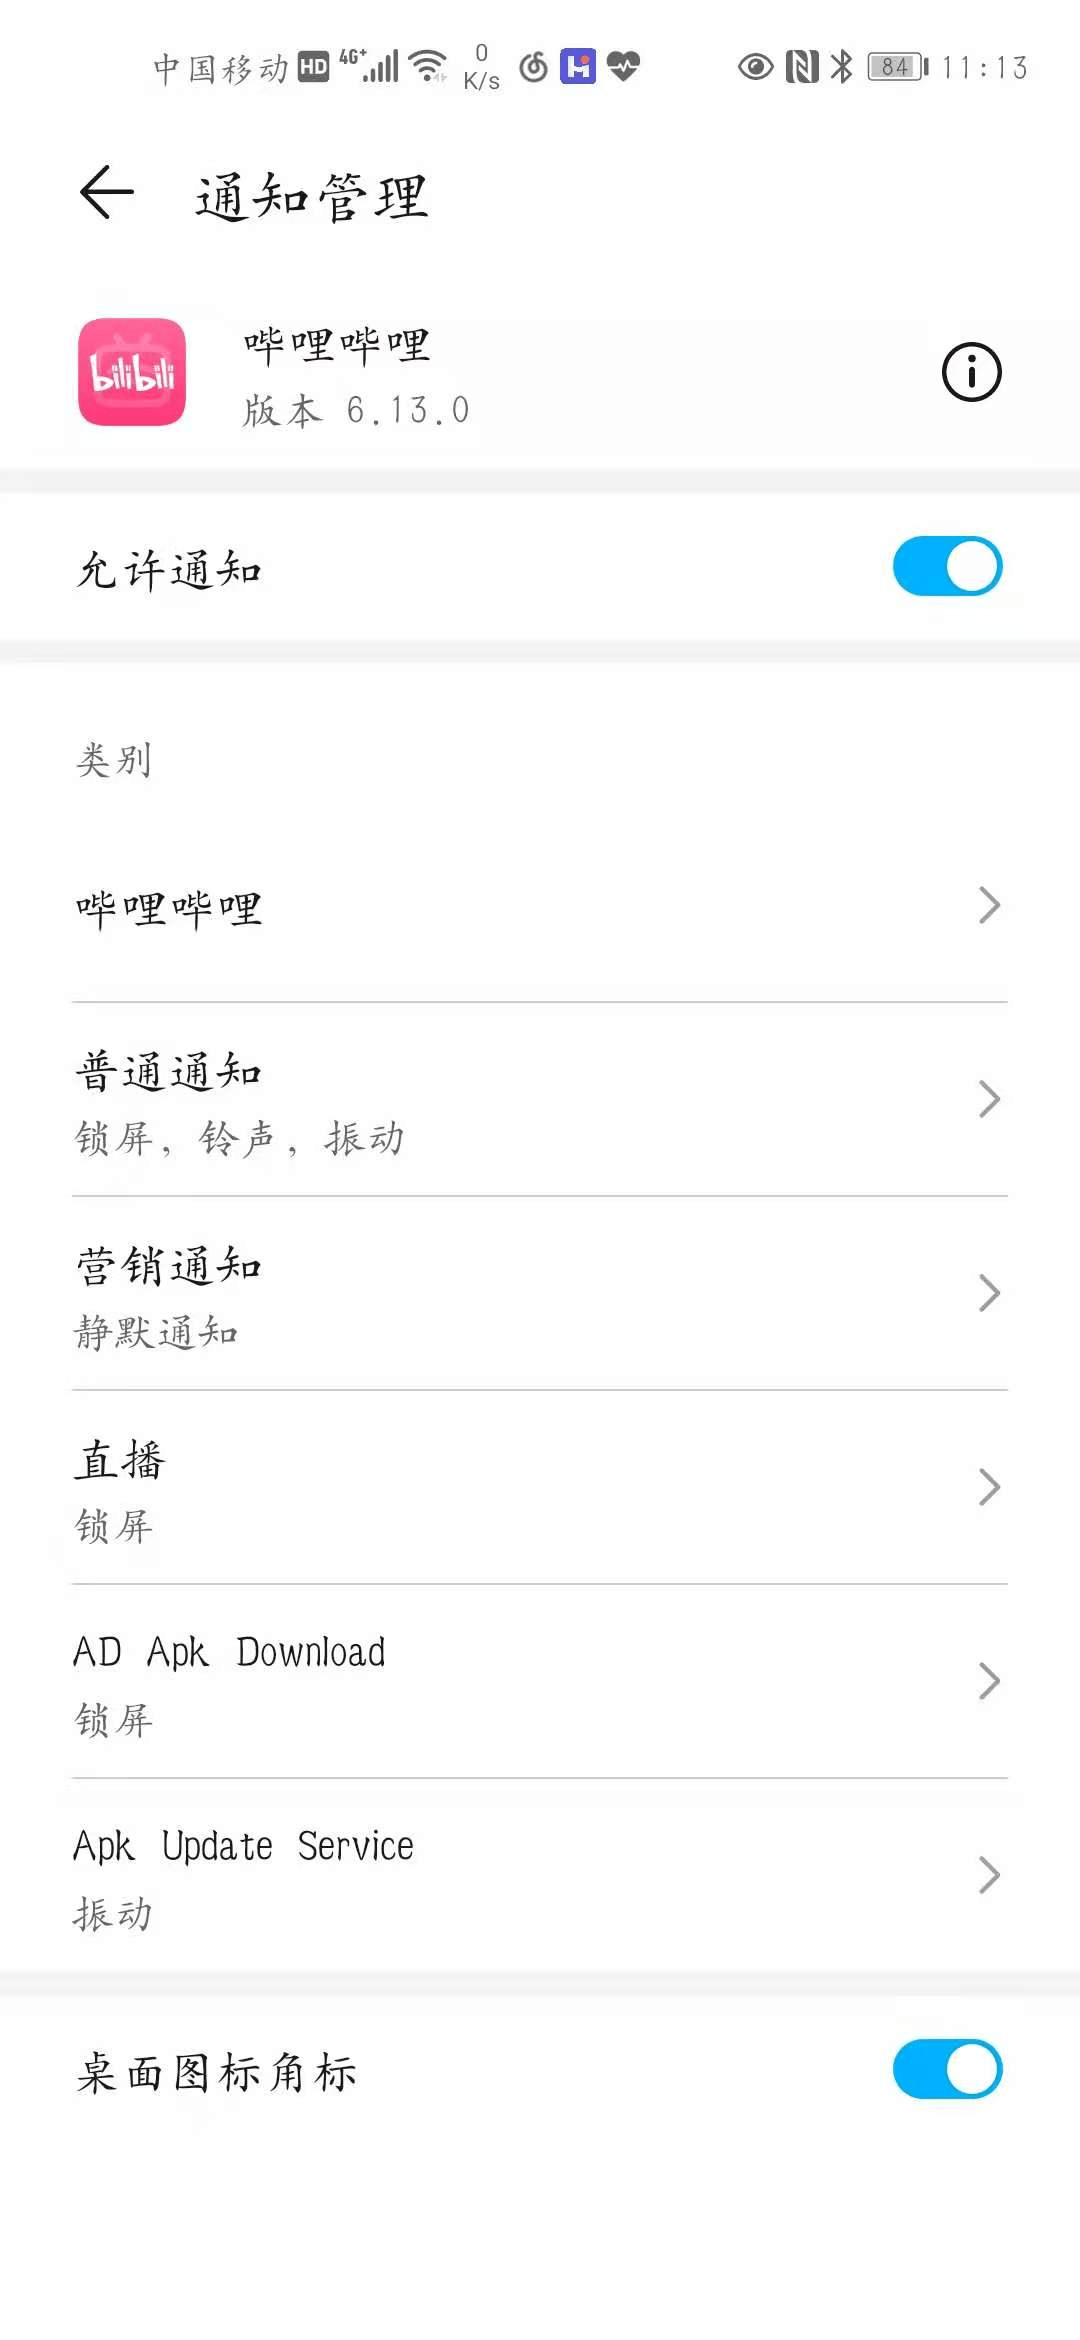 中国移动 HD 4G+ 0 K/s 84 11:13
通知管理
bilibili
哔哩哔哩
版本 6.13.0
允许通知
类别
哔哩哔哩
普通通知
锁屏，铃声，振动
营销通知
静默通知
直播
锁屏
AD Apk Download
锁屏
Apk Update Service
振动
桌面图标角标